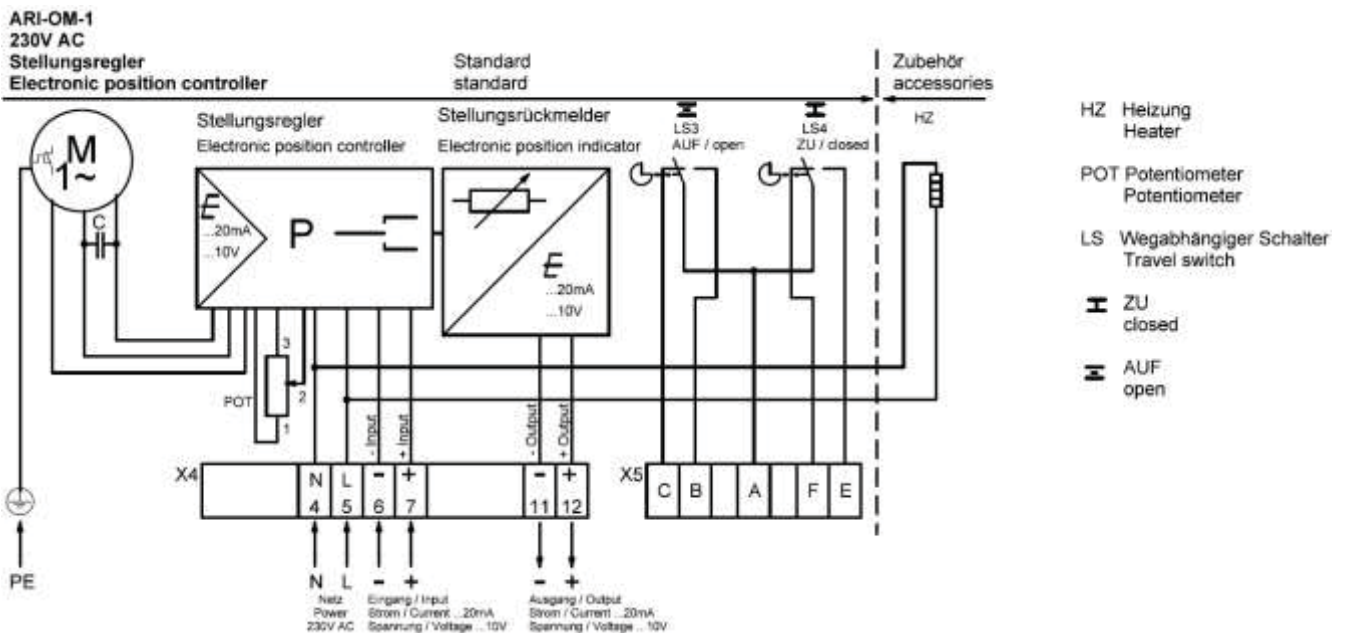 ARI-OM-1
230V AC
Stellungsregler
Electronic position controller
Standard
standard
Zubehör
accessories
M
1~
C
Stellungsregler
Electronic position controller
E
...20mA
...10V
P
Stellungsrückmelder
Electronic position indicator
E
...20mA
...10V
LS3
AUF / open
LS4
ZU / closed
HZ
HZ Heizung
Heater
POT Potentiometer
Potentiometer
LS Wegabhängiger Schalter
Travel switch
ZU
closed
AUF
open
3
POT
2
1
- Input
+ Input
- Output
+ Output
X4
N L - + - +
4 5 6 7 11 12
X5
C B A F E
PE
N L - + - +
Netz
Power
230V AC
Eingang / Input
Strom / Current ...20mA
Spannung / Voltage ... 10V
Ausgang / Output
Strom / Current ...20mA
Spannung / Voltage ... 10V